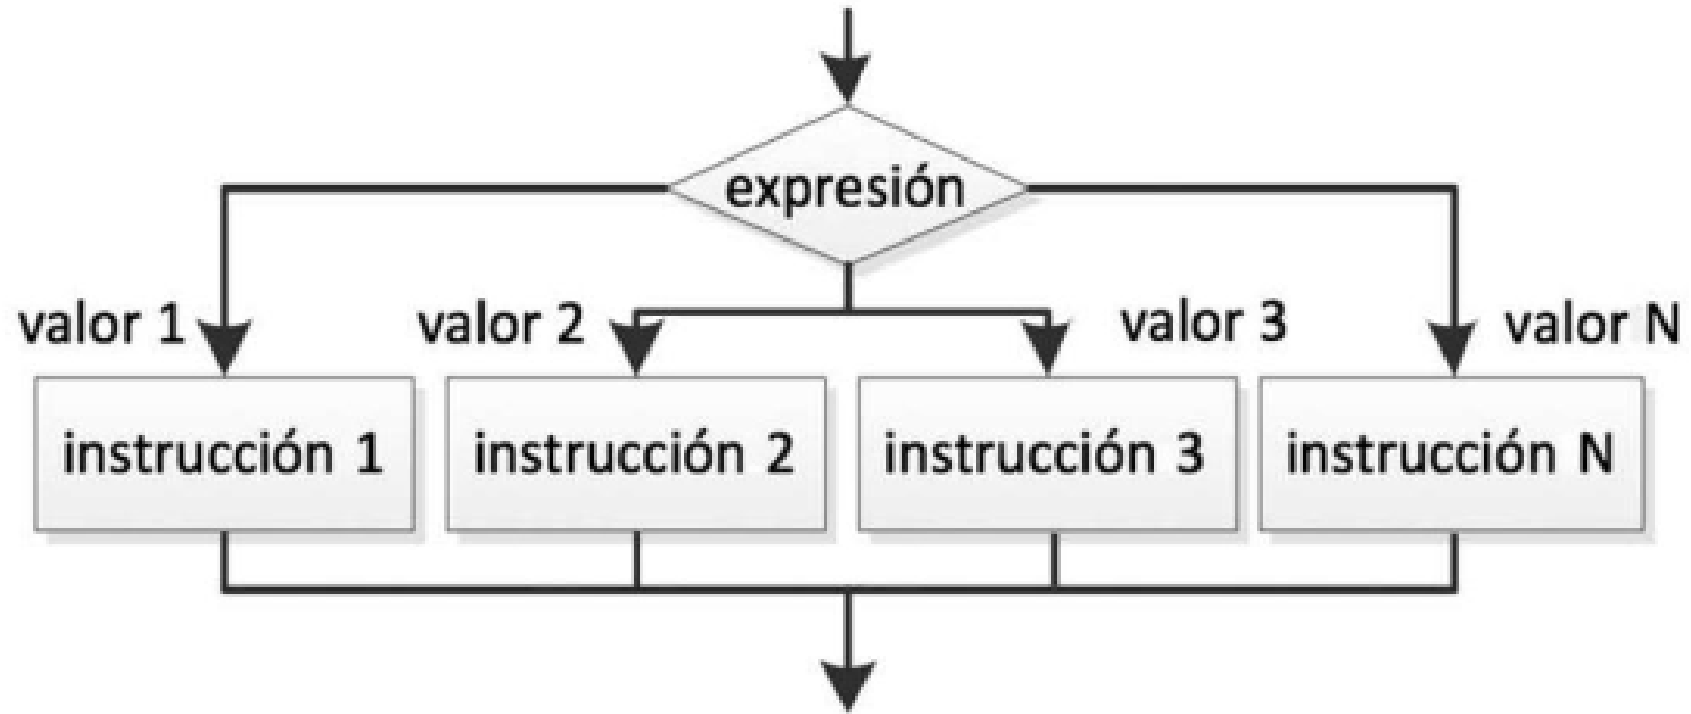 expresión
valor 1
valor 2
valor 3
valor N
instrucción 1
instrucción 2
instrucción 3
instrucción N